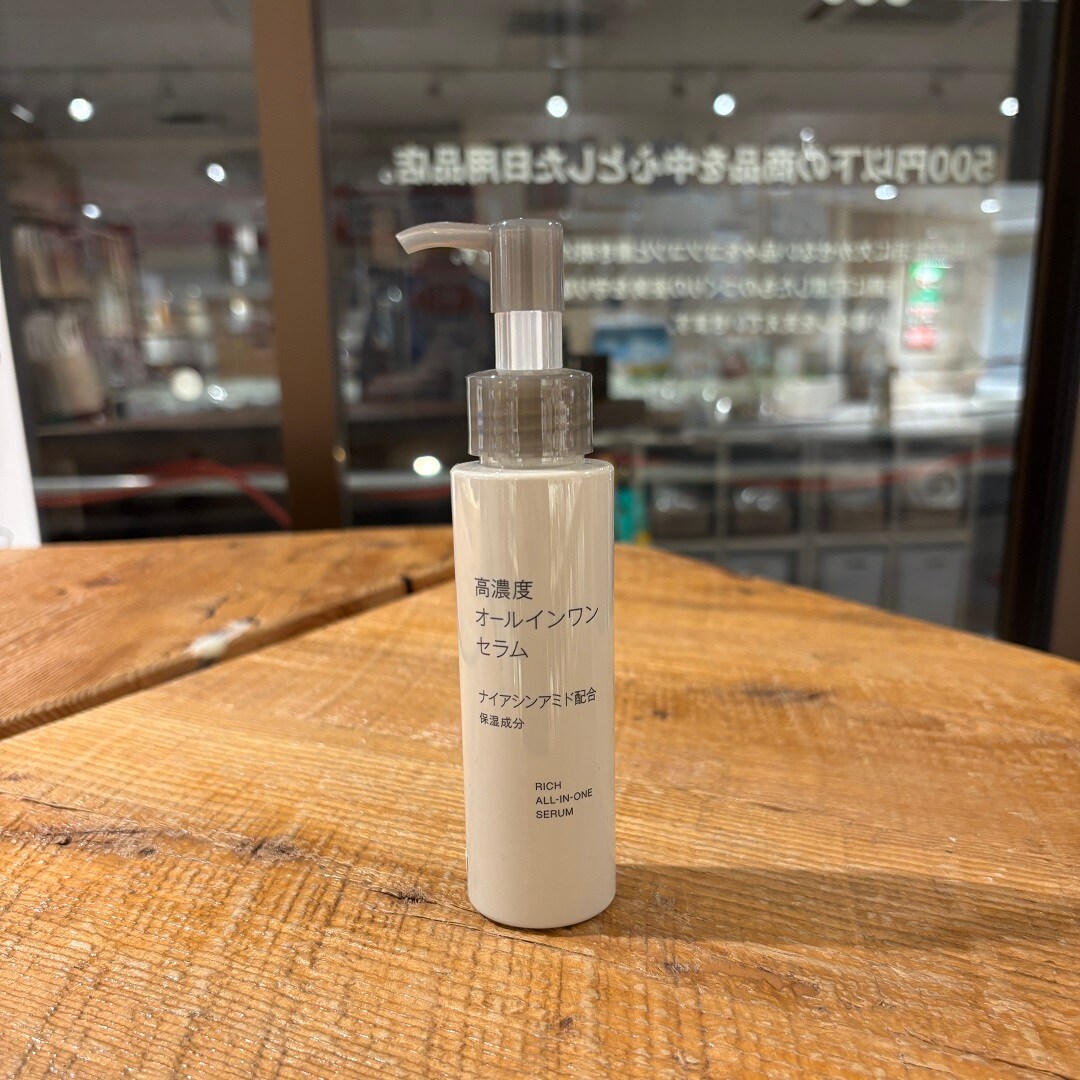 500円以下の商品を中心とした日用品店。
高濃度
オールインワン
セラム
ナイアシンアミド配合
保湿成分
RICH
ALL-IN-ONE
SERUM